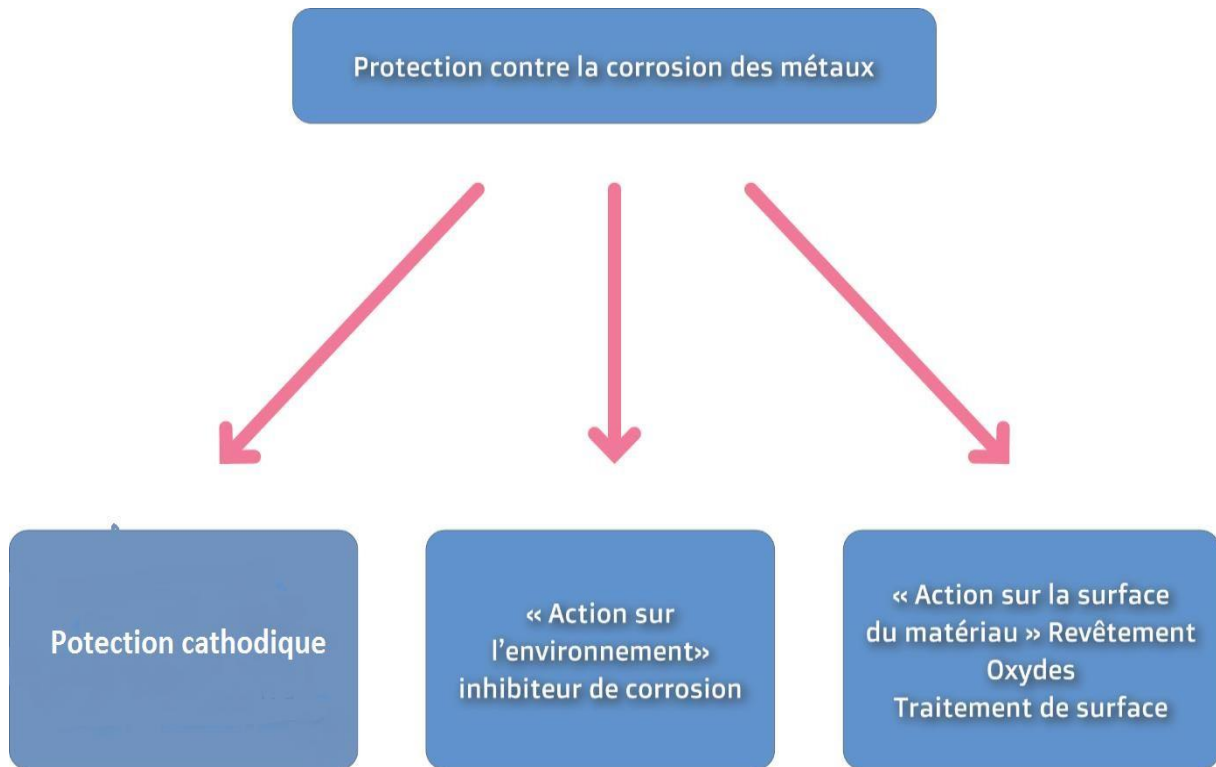 Protection contre la corrosion des métaux
Potection cathodique
« Action sur
l'environnement»
inhibiteur de corrosion
« Action sur la surface
du matériau » Revêtement
Oxydes
Traitement de surface